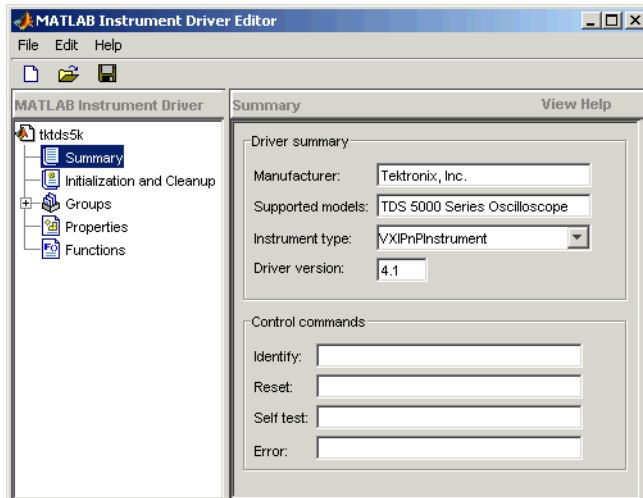 MATLAB Instrument Driver Editor
File Edit Help
MATLAB Instrument Driver
tktds5k
Summary
Initialization and Cleanup
Groups
Properties
Functions
Summary View Help
Driver summary
Manufacturer: Tektronix, Inc.
Supported models: TDS 5000 Series Oscilloscope
Instrument type: VXIPnPInstrument
Driver version: 4.1
Control commands
Identify:
Reset:
Self test:
Error: